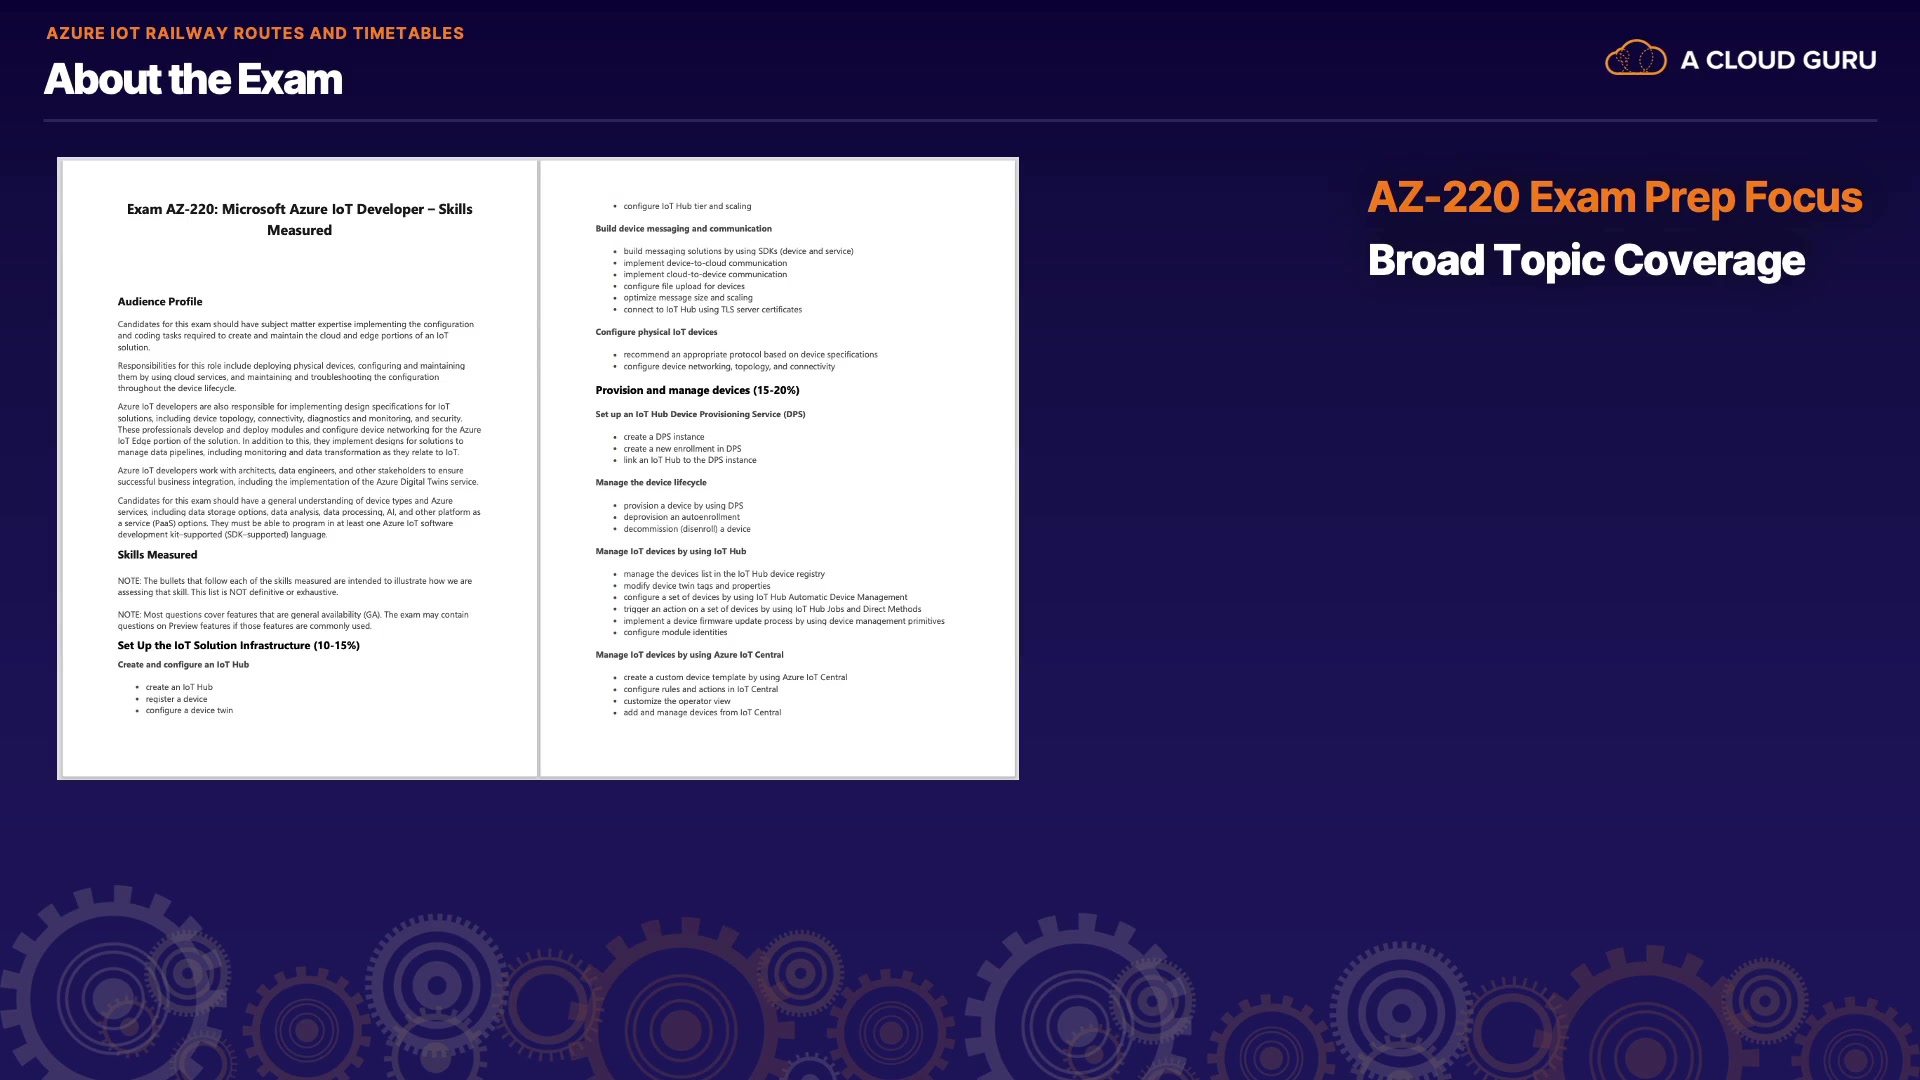 AZURE IOT RAILWAY ROUTES AND TIMETABLES
About the Exam
A CLOUD GURU
Exam AZ-220: Microsoft Azure IoT Developer – Skills
Measured
Audience Profile
Candidates for this exam should have subject matter expertise implementing the configuration
and coding tasks required to create and maintain the cloud and edge portions of an IoT
solution.
Responsibilities for this role include deploying physical devices, configuring and maintaining
them by using cloud services, and maintaining and troubleshooting the configuration
throughout the device lifecycle.
Azure IoT developers are also responsible for implementing design specifications for IoT
solutions, including device topology, connectivity, diagnostics and monitoring, and security.
These professionals develop and deploy modules and configure device networking for the Azure
IoT Edge portion of the solution. In addition to this, they implement designs for solutions to
manage data pipelines, including monitoring and data transformation as they relate to IoT.
Azure IoT developers work with architects, data engineers, and other stakeholders to ensure
successful business integration, including the implementation of the Azure Digital Twins service.
Candidates for this exam should have a general understanding of device types and Azure
services, including data storage options, data analysis, data processing, AI, and other platform as
a service (PaaS) options. They must be able to program in at least one Azure IoT software
development kit–supported (SDK–supported) language.
Skills Measured
NOTE: The bullets that follow each of the skills measured are intended to illustrate how we are
assessing that skill. This list is NOT definitive or exhaustive.
NOTE: Most questions cover features that are general availability (GA). The exam may contain
questions on Preview features if those features are commonly used.
Set Up the IoT Solution Infrastructure (10-15%)
Create and configure an IoT Hub
• create an IoT Hub
• register a device
• configure a device twin
• configure IoT Hub tier and scaling
Build device messaging and communication
• build messaging solutions by using SDKs (device and service)
• implement device-to-cloud communication
• implement cloud-to-device communication
• configure file upload for devices
• optimize message size and scaling
• connect to IoT Hub using TLS server certificates
Configure physical IoT devices
• recommend an appropriate protocol based on device specifications
• configure device networking, topology, and connectivity
Provision and manage devices (15-20%)
Set up an IoT Hub Device Provisioning Service (DPS)
• create a DPS instance
• create a new enrollment in DPS
• link an IoT Hub to the DPS instance
Manage the device lifecycle
• provision a device by using DPS
• deprovision an autoenrollment
• decommission (disenroll) a device
Manage IoT devices by using IoT Hub
• manage the devices list in the IoT Hub device registry
• modify device twin tags and properties
• configure a set of devices by using IoT Hub Automatic Device Management
• trigger an action on a set of devices by using IoT Hub Jobs and Direct Methods
• implement a device firmware update process by using device management primitives
• configure module identities
Manage IoT devices by using Azure IoT Central
• create a custom device template by using Azure IoT Central
• configure rules and actions in IoT Central
• customize the operator view
• add and manage devices from IoT Central
AZ-220 Exam Prep Focus
Broad Topic Coverage